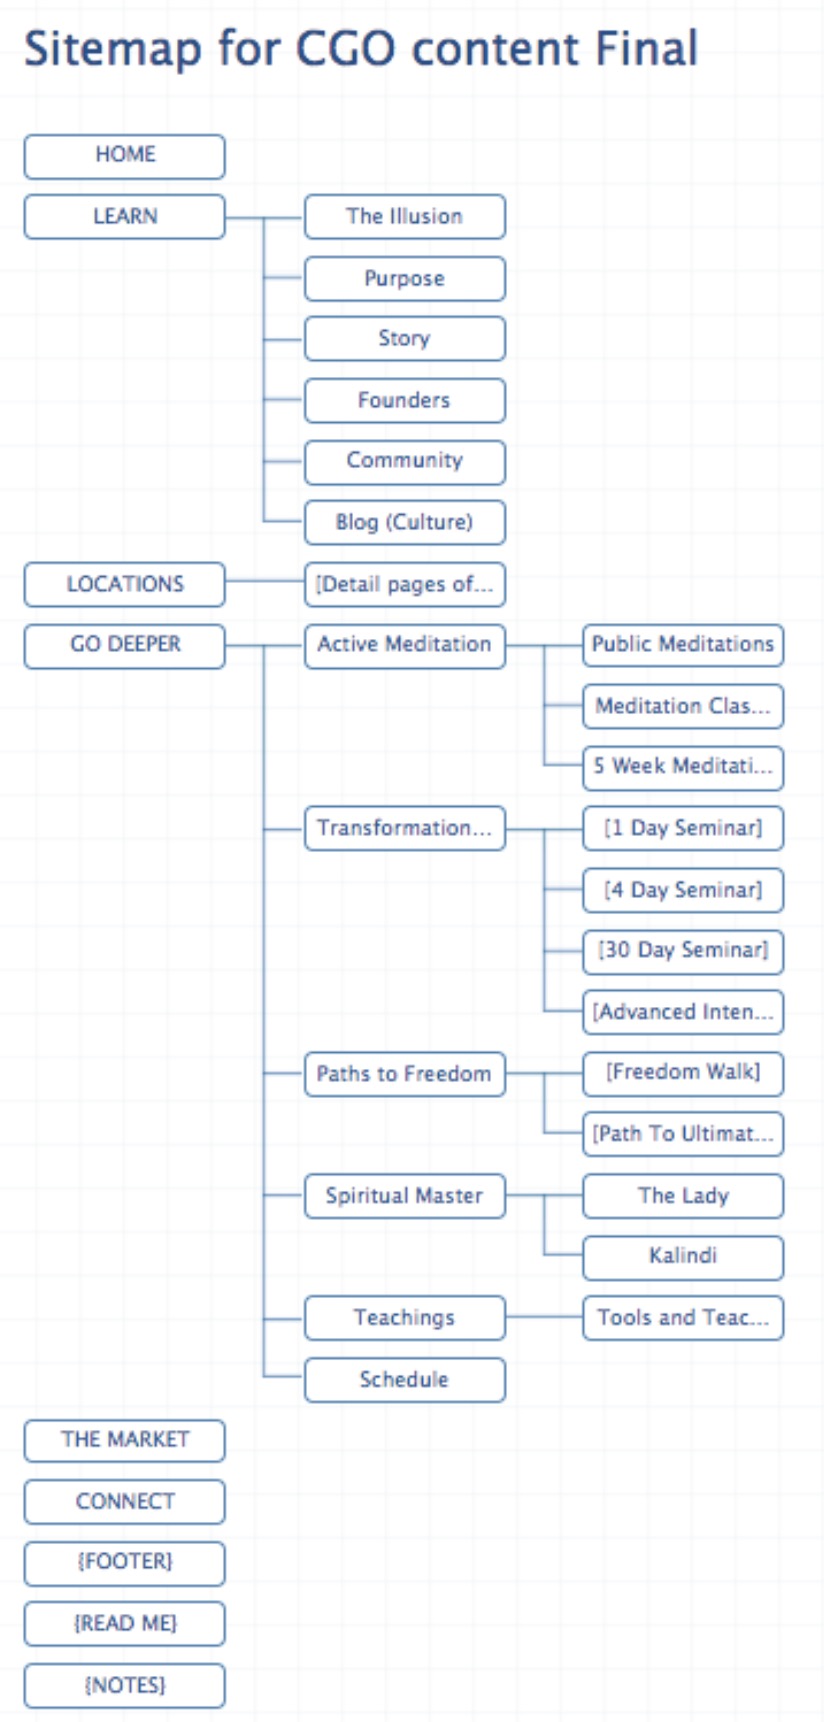 Sitemap for CGO content Final
HOME
LEARN
The Illusion
Purpose
Story
Founders
Community
Blog (Culture)
LOCATIONS
[Detail pages of...
GO DEEPER
Active Meditation
Public Meditations
Meditation Clas...
5 Week Meditati...
Transformation...
[1 Day Seminar]
[4 Day Seminar]
[30 Day Seminar]
[Advanced Inten...
Paths to Freedom
[Freedom Walk]
[Path To Ultimat...
Spiritual Master
The Lady
Kalindi
Teachings
Tools and Teac...
Schedule
THE MARKET
CONNECT
{FOOTER}
{READ ME}
{NOTES}